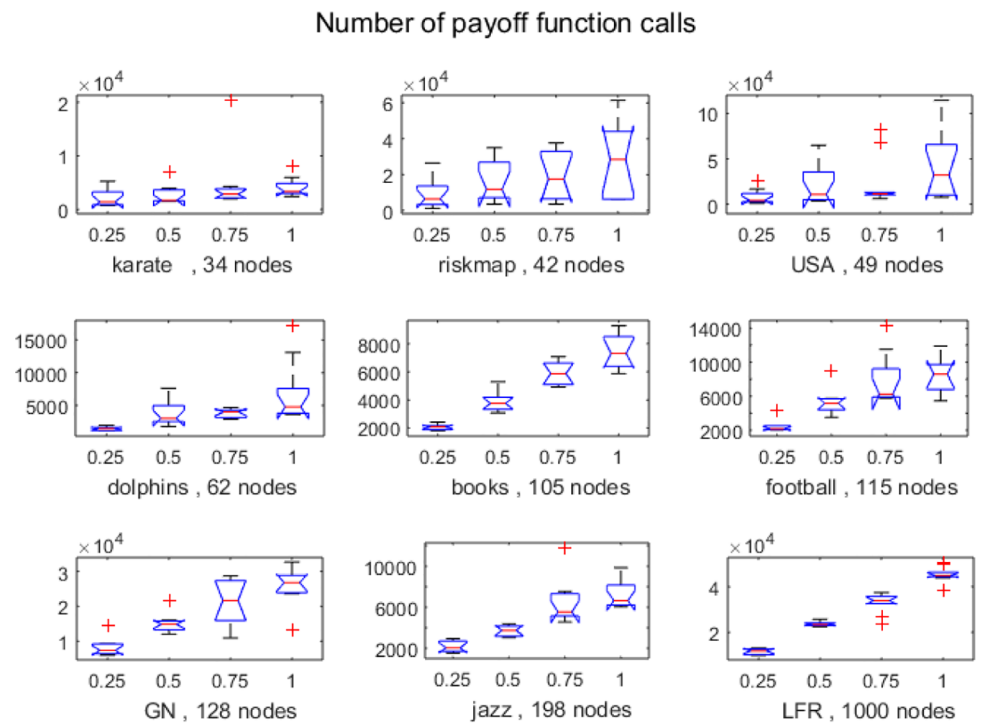 Number of payoff function calls
×10^4
2
1
0
0.25 0.5 0.75 1
karate , 34 nodes
×10^4
6
4
2
0
0.25 0.5 0.75 1
riskmap , 42 nodes
×10^4
10
5
0
0.25 0.5 0.75 1
USA , 49 nodes
15000
10000
5000
0.25 0.5 0.75 1
dolphins , 62 nodes
8000
6000
4000
2000
0.25 0.5 0.75 1
books , 105 nodes
14000
10000
6000
2000
0.25 0.5 0.75 1
football , 115 nodes
×10^4
3
2
1
0.25 0.5 0.75 1
GN , 128 nodes
10000
6000
2000
0.25 0.5 0.75 1
jazz , 198 nodes
×10^4
4
2
0.25 0.5 0.75 1
LFR , 1000 nodes